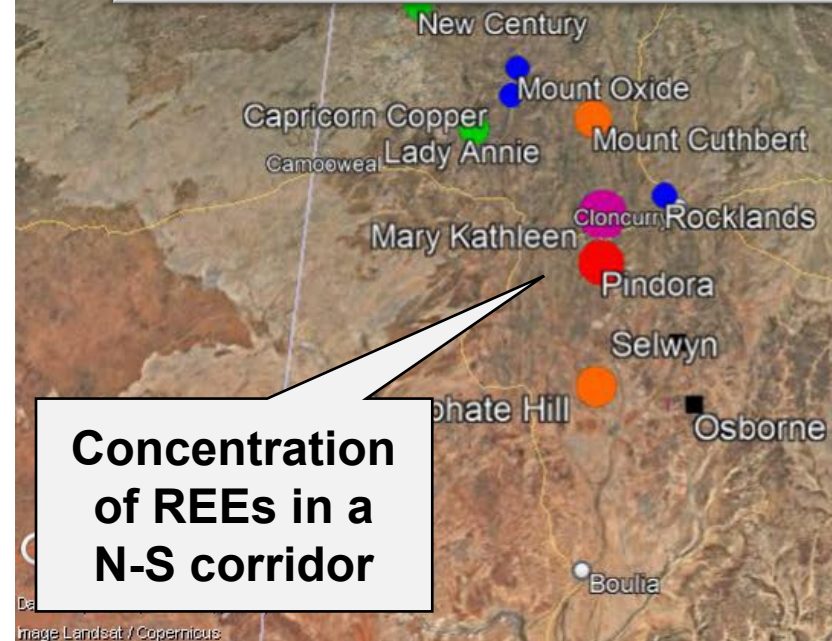 New Century
Mount Oxide
Capricorn Copper
Mount Cuthbert
Camooweal
Lady Annie
Cloncurry
Rocklands
Mary Kathleen
Pindora
Selwyn
phate Hill
Osborne
Concentration
of REEs in a
N-S corridor
Boulia
Image Landsat / Copernicus